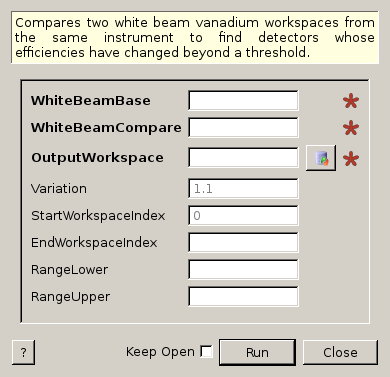 Compares two white beam vanadium workspaces from
the same instrument to find detectors whose
efficiencies have changed beyond a threshold.
WhiteBeamBase *
WhiteBeamCompare *
OutputWorkspace *
Variation 1.1
StartWorkspaceIndex 0
EndWorkspaceIndex
RangeLower
RangeUpper
? Keep Open Run Close